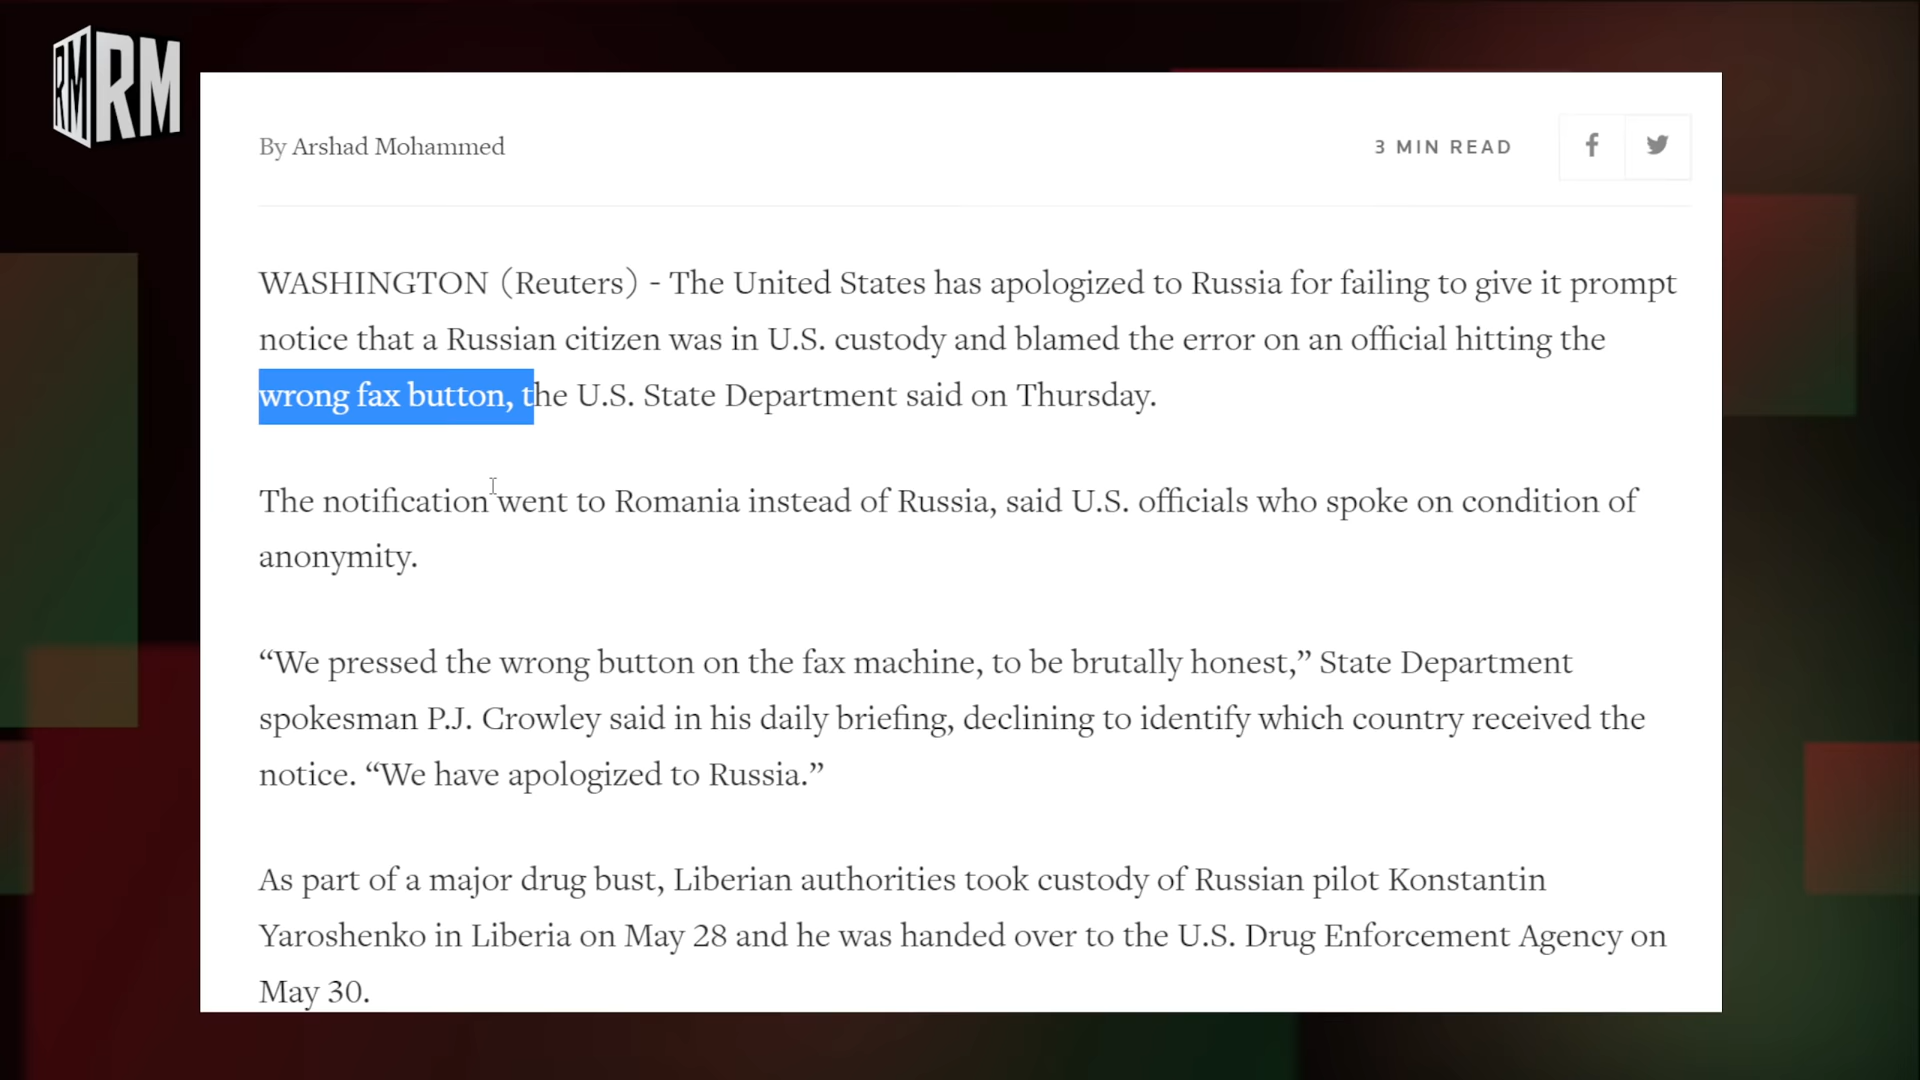 RM RM
By Arshad Mohammed
3 MIN READ
WASHINGTON (Reuters) - The United States has apologized to Russia for failing to give it prompt
notice that a Russian citizen was in U.S. custody and blamed the error on an official hitting the
wrong fax button, the U.S. State Department said on Thursday.
The notification went to Romania instead of Russia, said U.S. officials who spoke on condition of
anonymity.
“We pressed the wrong button on the fax machine, to be brutally honest,” State Department
spokesman P.J. Crowley said in his daily briefing, declining to identify which country received the
notice. “We have apologized to Russia.”
As part of a major drug bust, Liberian authorities took custody of Russian pilot Konstantin
Yaroshenko in Liberia on May 28 and he was handed over to the U.S. Drug Enforcement Agency on
May 30.